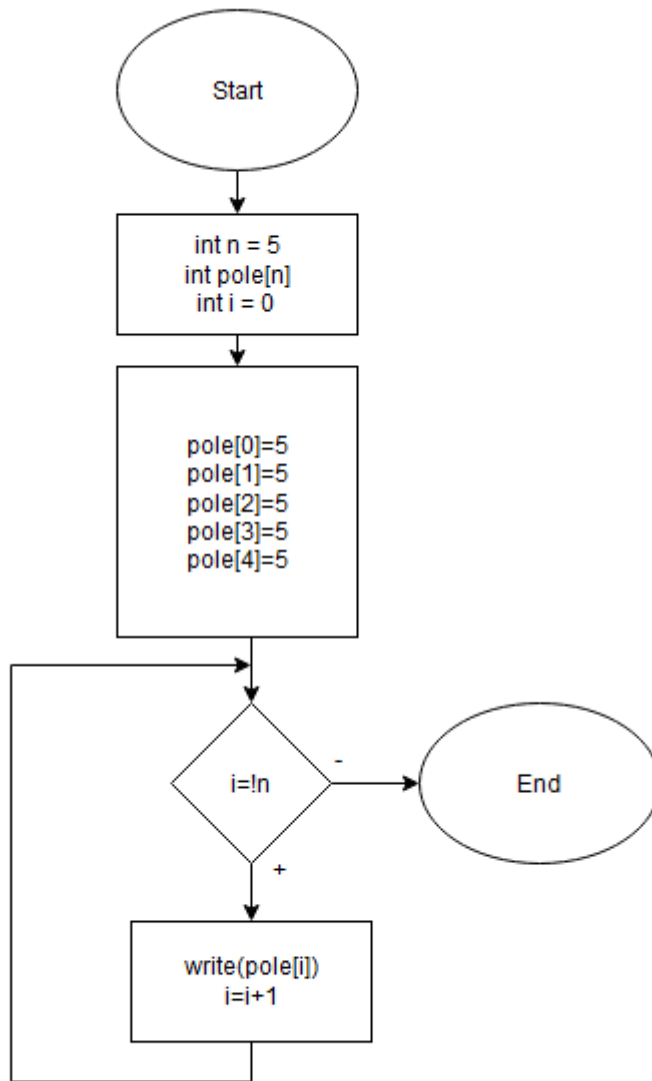 Start
int n = 5
int pole[n]
int i = 0
pole[0]=5
pole[1]=5
pole[2]=5
pole[3]=5
pole[4]=5
i=!n
-
End
+
write(pole[i])
i=i+1